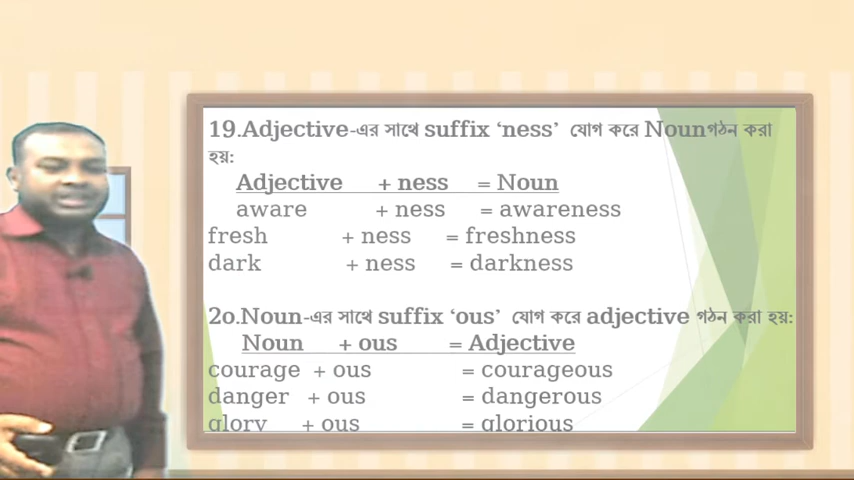 19.Adjective-এর সাথে suffix ‘ness’ যোগ করে Nounগঠন করা
হয়:
Adjective + ness = Noun
aware + ness = awareness
fresh + ness = freshness
dark + ness = darkness
2o.Noun-এর সাথে suffix ‘ous’ যোগ করে adjective গঠন করা হয়:
Noun + ous = Adjective
courage + ous = courageous
danger + ous = dangerous
glory + ous = glorious